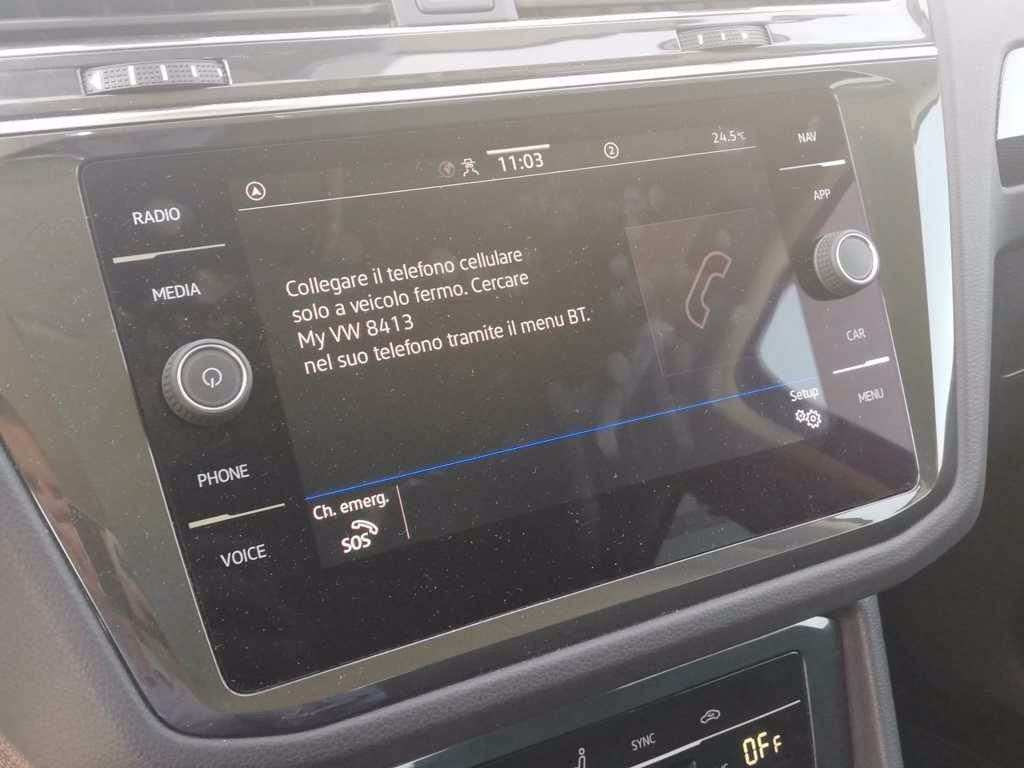 11:03
2
24.5°C
NAV
APP
RADIO
MEDIA
Collegare il telefono cellulare
solo a veicolo fermo. Cercare
My VW 8413
nel suo telefono tramite il menu BT.
CAR
MENU
Setup
PHONE
VOICE
Ch. emerg.
SOS
SYNC
OFF